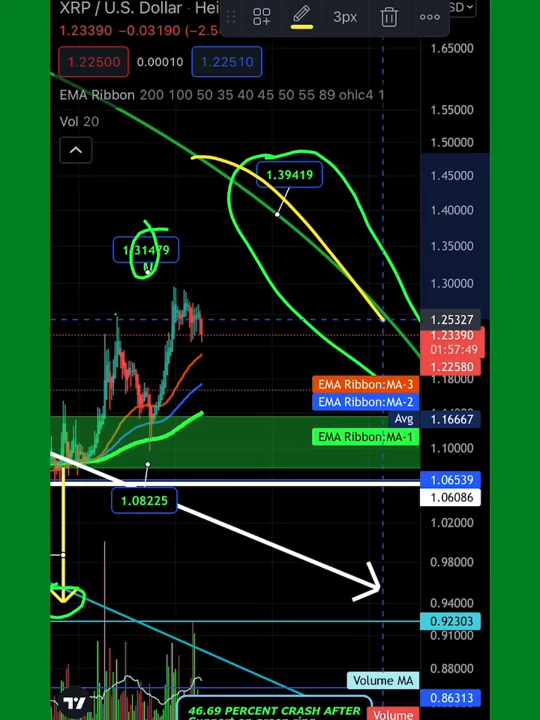 XRP / U.S. Dollar · Hei
3px
1.23390 −0.03190 (−2.5
1.22500 0.00010 1.22510
EMA Ribbon 200 100 50 35 40 45 50 55 89 ohlc4 1
Vol 20
1.65000
1.55000
1.50000
1.45000
1.40000
1.35000
1.30000
1.39419
1.31479
1.25327
1.23390
01:57:49
1.22580
1.18000
EMA Ribbon:MA-3
EMA Ribbon:MA-2
Avg 1.16667
EMA Ribbon:MA-1
1.10000
1.06539
1.06086
1.08225
1.02000
0.98000
0.94000
0.92303
0.91000
0.88000
Volume MA
0.86313
46.69 PERCENT CRASH AFTER
Volume